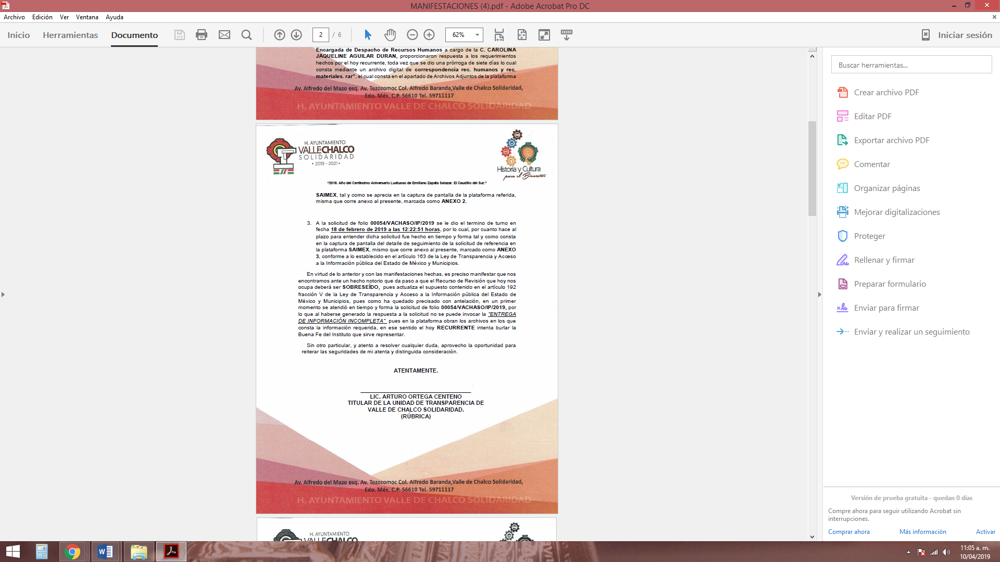 MANIFESTACIONES (4).pdf - Adobe Acrobat Pro DC
Archivo Edición Ver Ventana Ayuda
Inicio Herramientas Documento 2 / 6 62% Iniciar sesión
Encargada de Despacho de Recursos Humanos a cargo de la C. CAROLINA
JAQUELINE AGUILAR DURAN, proporcionaron respuesta a los requerimientos
hechos por el hoy recurrente, toda vez que se dio una prórroga de siete días lo cual
consta mediante un archivo digital de correspondencia rec. humanos y rec.
materiales. rar”, el cual consta en el apartado de Archivos Adjuntos de la plataforma
Av. Alfredo del Mazo esq. Av. Tezozomoc Col. Alfredo Baranda,Valle de Chalco Solidaridad,
Edo. Méx. C.P. 56610 Tel. 59711117
H. AYUNTAMIENTO VALLE DE CHALCO SOLIDARIDAD
H. AYUNTAMIENTO
VALLE DE CHALCO
SOLIDARIDAD
• 2019 - 2021 •
Historia y Cultura
para el Bienestar
“2019. Año del Centésimo Aniversario Luctuoso de Emiliano Zapata Salazar. El Caudillo del Sur.”
SAIMEX, tal y como se aprecia en la captura de pantalla de la plataforma referida,
misma que corre anexo al presente, marcada como ANEXO 2.
3. A la solicitud de folio 00054/VACHASO/IP/2019 se le dio el termino de turno en
fecha 18 de febrero de 2019 a las 12:22:51 horas, por lo cual, por cuanto hace al
plazo para entender dicha solicitud fue hecho en tiempo y forma tal y como consta
en la captura de pantalla del detalle de seguimiento de la solicitud de referencia en
la plataforma SAIMEX, mismo que corre anexo al presente, marcado como ANEXO
3, conforme a lo establecido en el artículo 163 de la Ley de Transparencia y Acceso
a la Información pública del Estado de México y Municipios.
En virtud de lo anterior y con las manifestaciones hechas, es preciso manifestar que nos
encontramos ante un hecho notorio que da paso a que el Recurso de Revisión que hoy nos
ocupa deberá ser SOBRESEÍDO, pues actualiza el supuesto contenido en el artículo 192
fracción V de la Ley de Transparencia y Acceso a la Información pública del Estado de
México y Municipios, pues como ha quedado precisado con antelación, en un primer
momento se atendió en tiempo y forma la solicitud de folio 00054/VACHASO/IP/2019, por
lo que al haberse generado la respuesta a la solicitud no se puede invocar la “ENTREGA
DE INFORMACIÓN INCOMPLETA” pues en la plataforma obran los archivos en los que
consta la información requerida, en ese sentido el hoy RECURRENTE intenta burlar la
Buena Fe del Instituto que sirve representar.
Sin otro particular, y atento a resolver cualquier duda, aprovecho la oportunidad para
reiterar las seguridades de mi atenta y distinguida consideración.
ATENTAMENTE.
LIC. ARTURO ORTEGA CENTENO
TITULAR DE LA UNIDAD DE TRANSPARENCIA DE
VALLE DE CHALCO SOLIDARIDAD.
(RÚBRICA)
Av. Alfredo del Mazo esq. Av. Tezozomoc Col. Alfredo Baranda,Valle de Chalco Solidaridad,
Edo. Méx. C.P. 56610 Tel. 59711117
H. AYUNTAMIENTO VALLE DE CHALCO SOLIDARIDAD
H. AYUNTAMIENTO
VALLE CHALCO
Buscar herramientas...
Crear archivo PDF
Editar PDF
Exportar archivo PDF
Comentar
Organizar páginas
Mejorar digitalizaciones
Proteger
Rellenar y firmar
Preparar formulario
Enviar para firmar
Enviar y realizar un seguimiento
Versión de prueba gratuita - quedan 0 días
Compre ahora para seguir utilizando Acrobat sin
interrupciones.
Comprar ahora Más información Activar
11:05 a. m.
10/04/2019